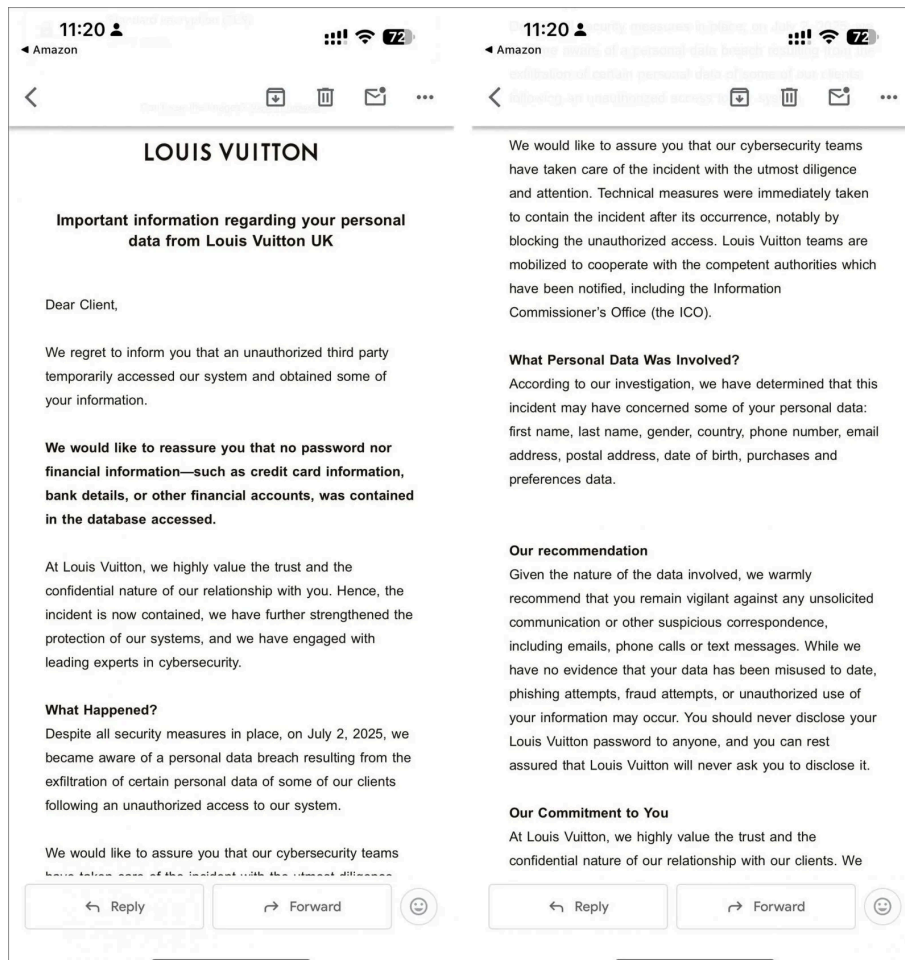 11:20
72
◀ Amazon
LOUIS VUITTON
Important information regarding your personal
data from Louis Vuitton UK
Dear Client,
We regret to inform you that an unauthorized third party
temporarily accessed our system and obtained some of
your information.
We would like to reassure you that no password nor
financial information—such as credit card information,
bank details, or other financial accounts, was contained
in the database accessed.
At Louis Vuitton, we highly value the trust and the
confidential nature of our relationship with you. Hence, the
incident is now contained, we have further strengthened the
protection of our systems, and we have engaged with
leading experts in cybersecurity.
What Happened?
Despite all security measures in place, on July 2, 2025, we
became aware of a personal data breach resulting from the
exfiltration of certain personal data of some of our clients
following an unauthorized access to our system.
We would like to assure you that our cybersecurity teams
have taken care of the incident with the utmost diligence
Reply
Forward
11:20
72
◀ Amazon
We would like to assure you that our cybersecurity teams
have taken care of the incident with the utmost diligence
and attention. Technical measures were immediately taken
to contain the incident after its occurrence, notably by
blocking the unauthorized access. Louis Vuitton teams are
mobilized to cooperate with the competent authorities which
have been notified, including the Information
Commissioner's Office (the ICO).
What Personal Data Was Involved?
According to our investigation, we have determined that this
incident may have concerned some of your personal data:
first name, last name, gender, country, phone number, email
address, postal address, date of birth, purchases and
preferences data.
Our recommendation
Given the nature of the data involved, we warmly
recommend that you remain vigilant against any unsolicited
communication or other suspicious correspondence,
including emails, phone calls or text messages. While we
have no evidence that your data has been misused to date,
phishing attempts, fraud attempts, or unauthorized use of
your information may occur. You should never disclose your
Louis Vuitton password to anyone, and you can rest
assured that Louis Vuitton will never ask you to disclose it.
Our Commitment to You
At Louis Vuitton, we highly value the trust and the
confidential nature of our relationship with our clients. We
Reply
Forward